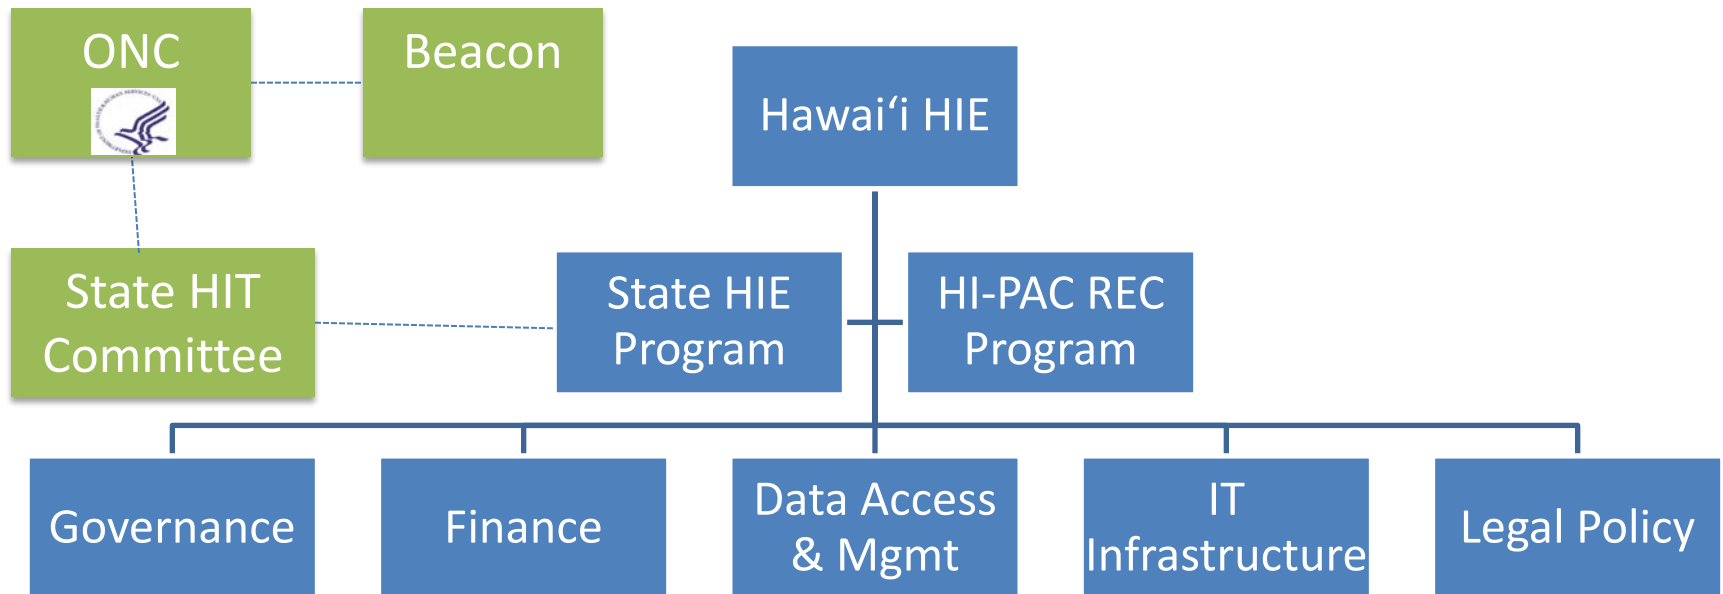 ONC
Beacon
Hawai‘i HIE
State HIT
Committee
State HIE
Program
HI-PAC REC
Program
Governance
Finance
Data Access
& Mgmt
IT
Infrastructure
Legal Policy